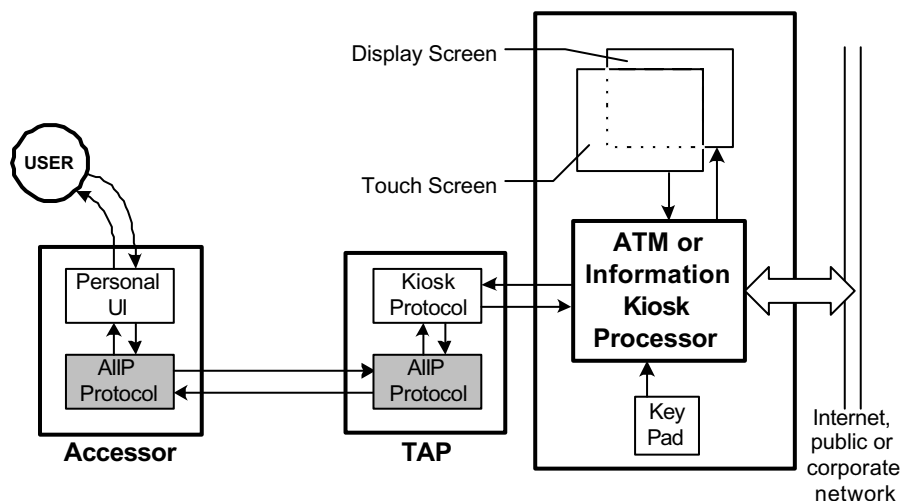 Display Screen
Touch Screen
USER
Personal
UI
AIIP
Protocol
Accessor
Kiosk
Protocol
AIIP
Protocol
TAP
ATM or
Information
Kiosk
Processor
Key
Pad
Internet,
public or
corporate
network